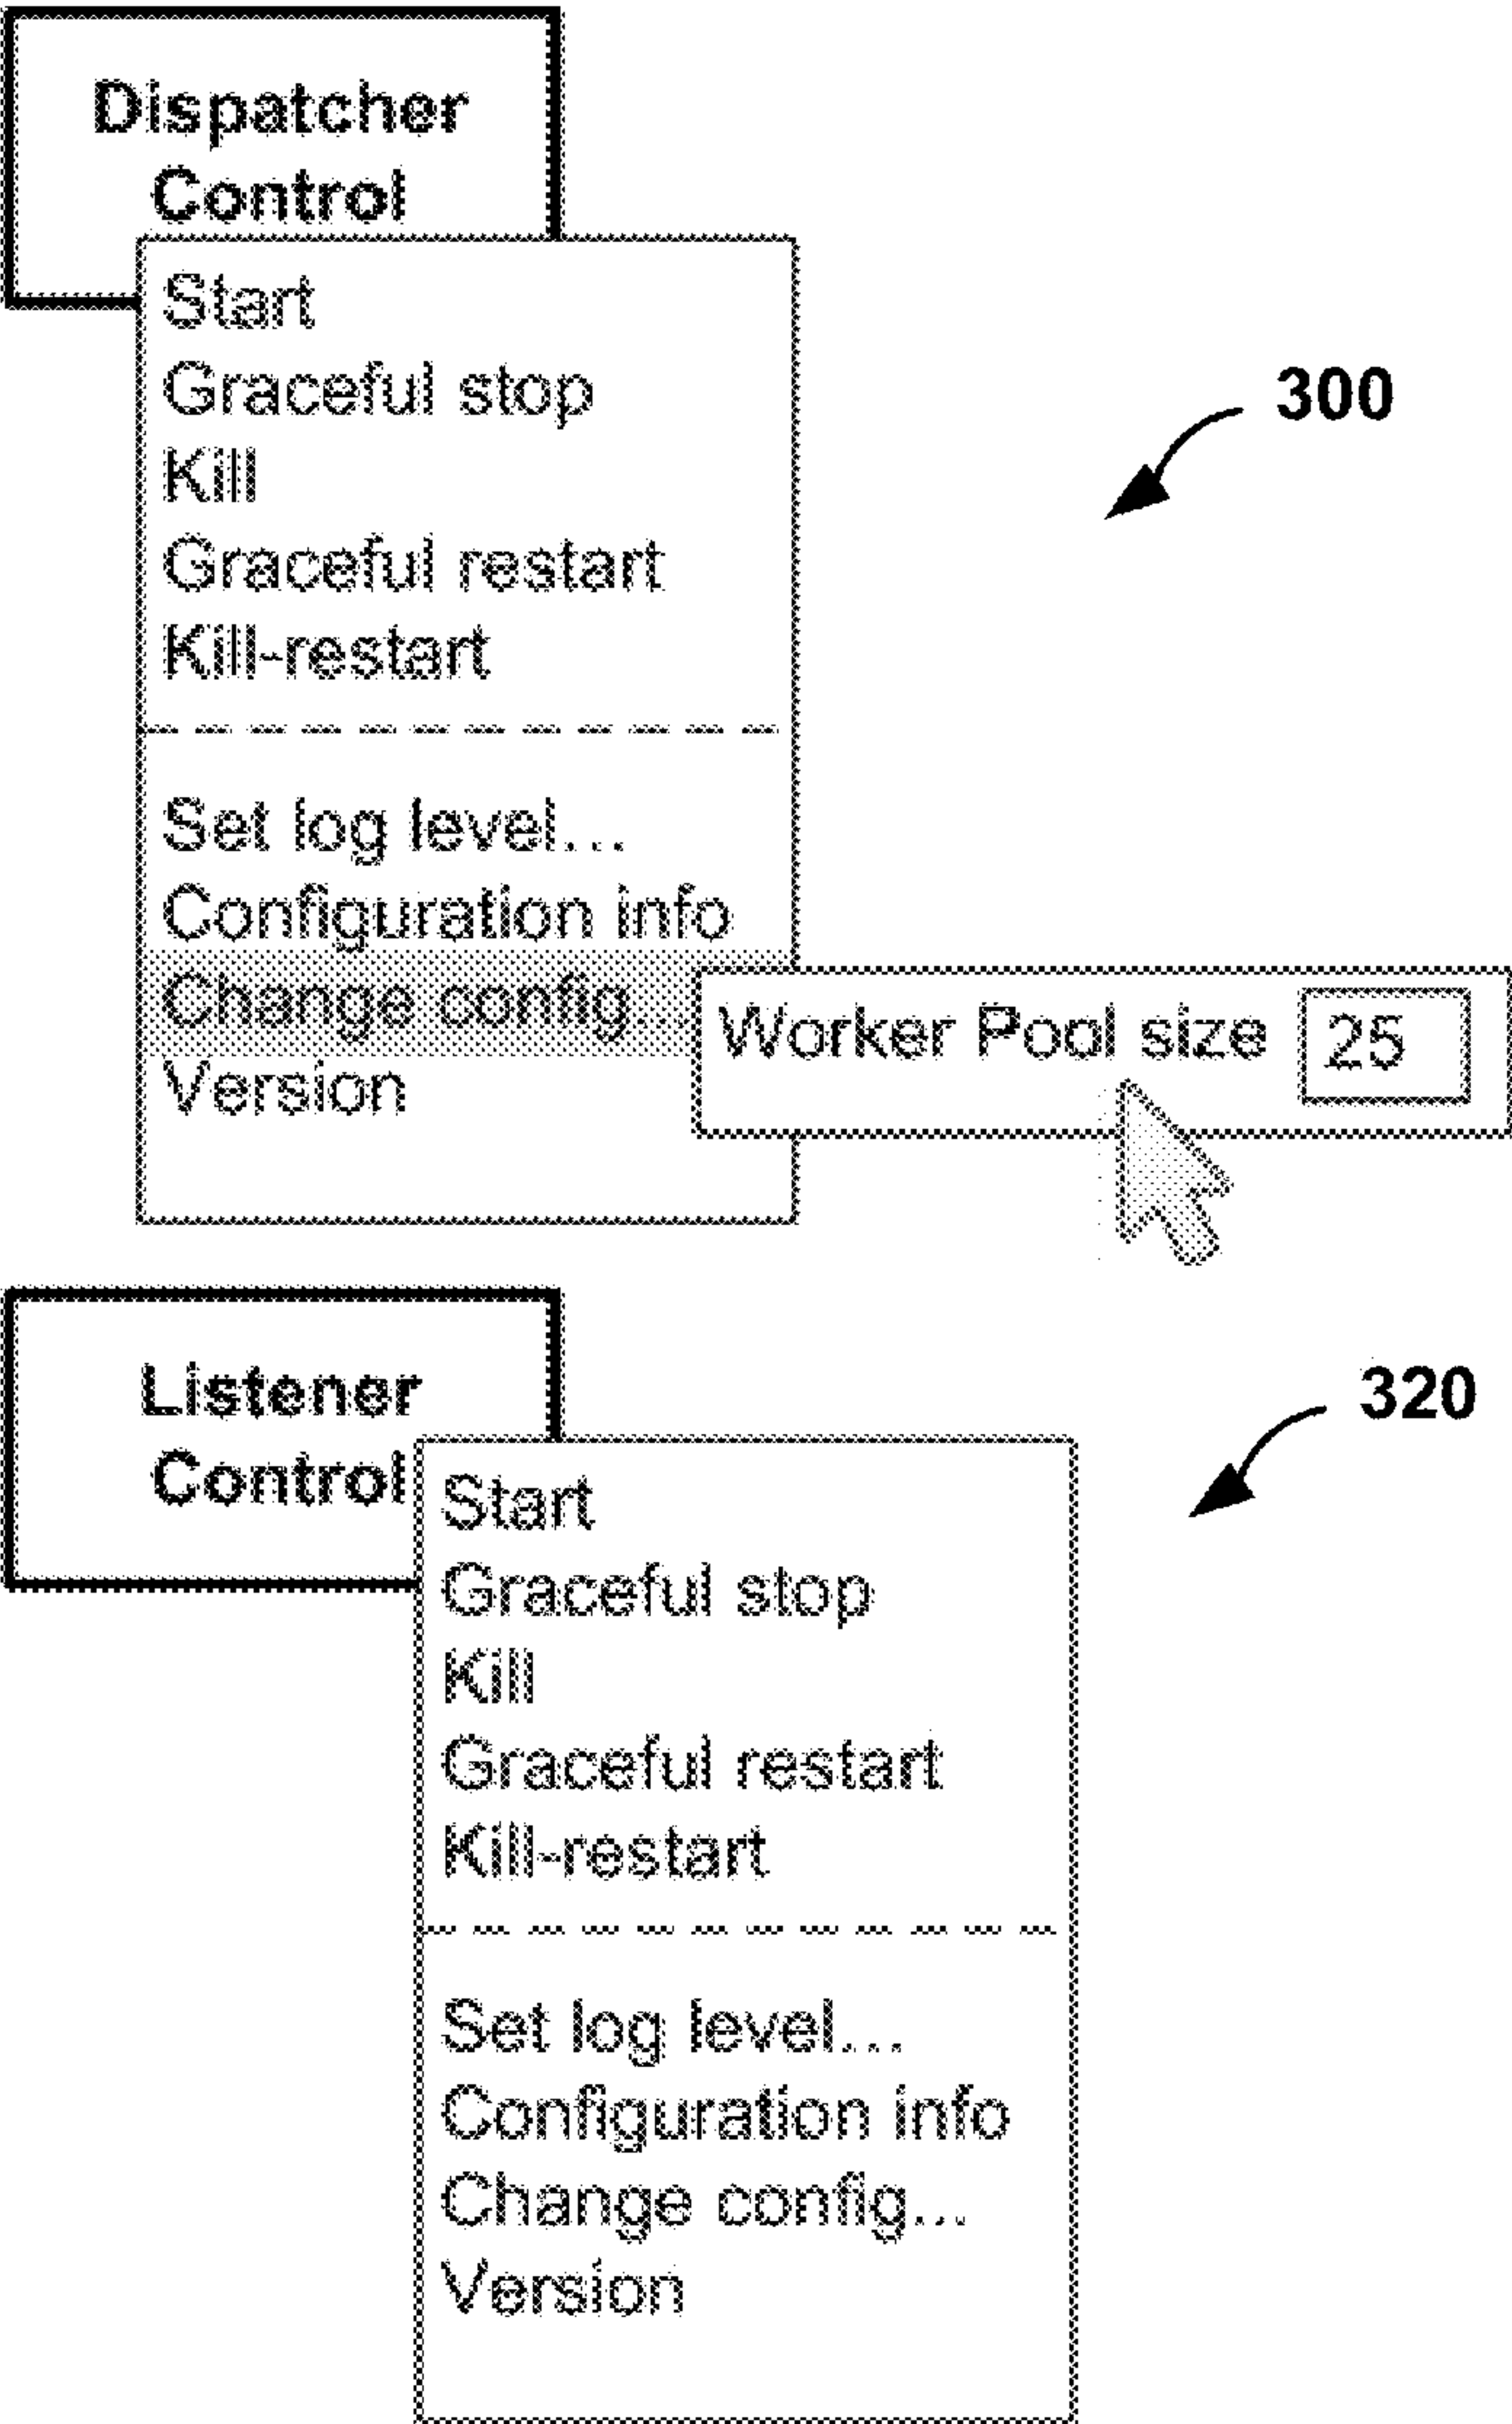 Dispatcher
Control
Start
Graceful stop
Kill
Graceful restart
Kill-restart
300
Set log level...
Configuration info
Change config...
Worker Pool size 25
Version
Listener
Control
320
Start
Graceful stop
Kill
Graceful restart
Kill-restart
Set log level...
Configuration info
Change config...
Version